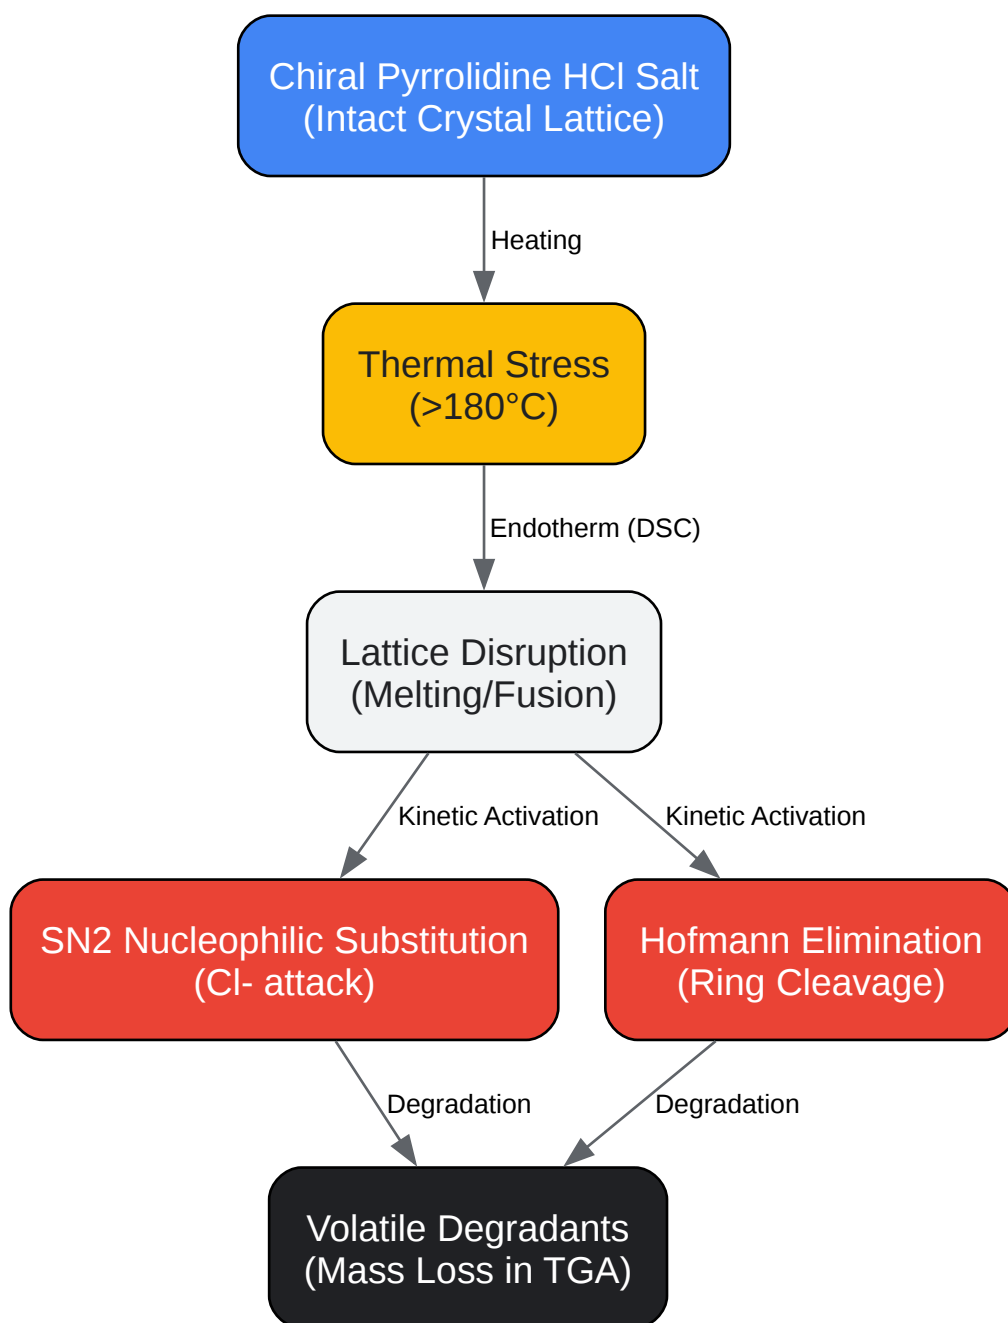 Chiral Pyrrolidine HCl Salt
(Intact Crystal Lattice)
Heating
Thermal Stress
(>180°C)
Endotherm (DSC)
Lattice Disruption
(Melting/Fusion)
Kinetic Activation
Kinetic Activation
SN2 Nucleophilic Substitution
(Cl- attack)
Hofmann Elimination
(Ring Cleavage)
Degradation
Degradation
Volatile Degradants
(Mass Loss in TGA)